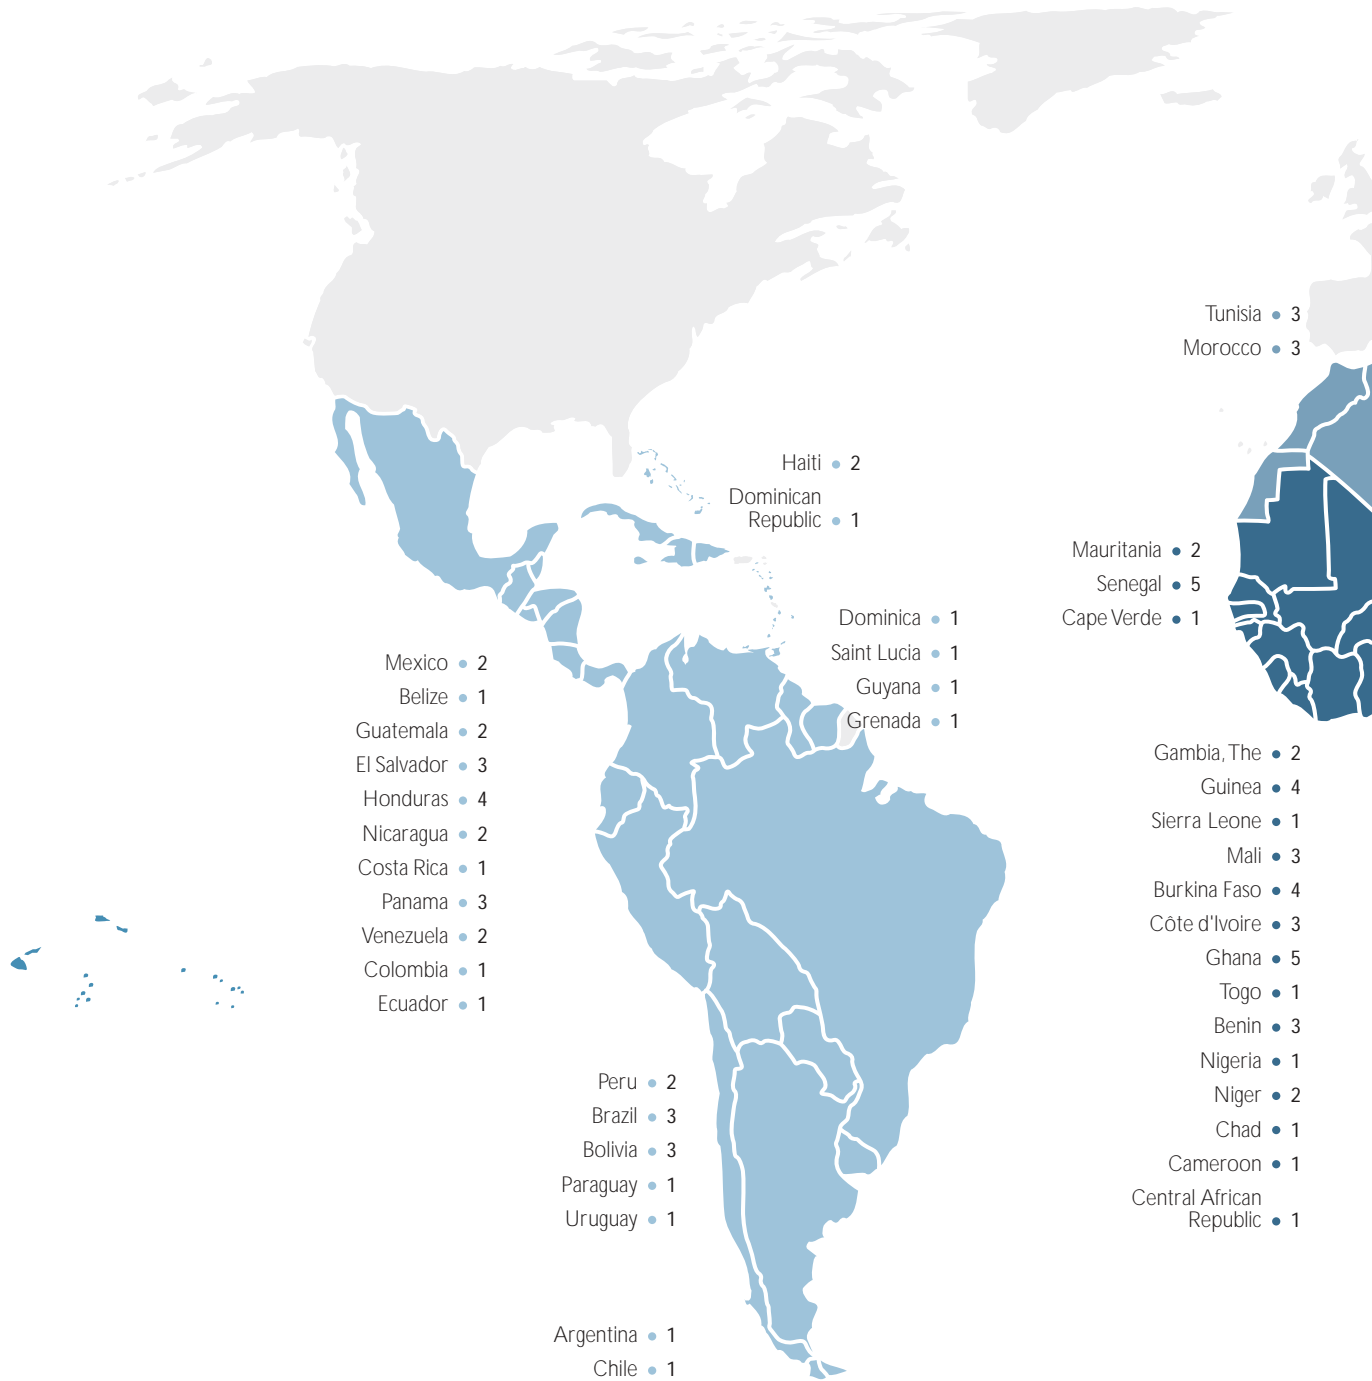 Tunisia • 3
Morocco • 3
Haiti • 2
Dominican
Republic • 1
Mauritania • 2
Senegal • 5
Cape Verde • 1
Dominica • 1
Saint Lucia • 1
Guyana • 1
Grenada • 1
Mexico • 2
Belize • 1
Guatemala • 2
El Salvador • 3
Honduras • 4
Nicaragua • 2
Costa Rica • 1
Panama • 3
Venezuela • 2
Colombia • 1
Ecuador • 1
Gambia, The • 2
Guinea • 4
Sierra Leone • 1
Mali • 3
Burkina Faso • 4
Côte d'Ivoire • 3
Ghana • 5
Togo • 1
Benin • 3
Nigeria • 1
Niger • 2
Chad • 1
Cameroon • 1
Central African
Republic • 1
Peru • 2
Brazil • 3
Bolivia • 3
Paraguay • 1
Uruguay • 1
Argentina • 1
Chile • 1